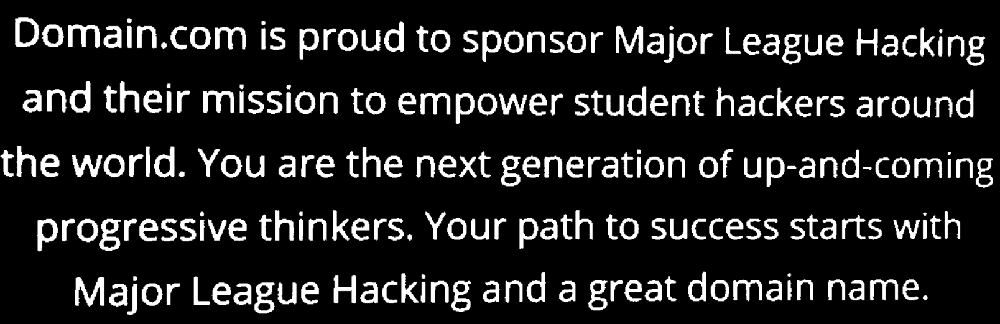 Domain.com is proud to sponsor Major League Hacking
and their mission to empower student hackers around
the world. You are the next generation of up-and-coming
progressive thinkers. Your path to success starts with
Major League Hacking and a great domain name.